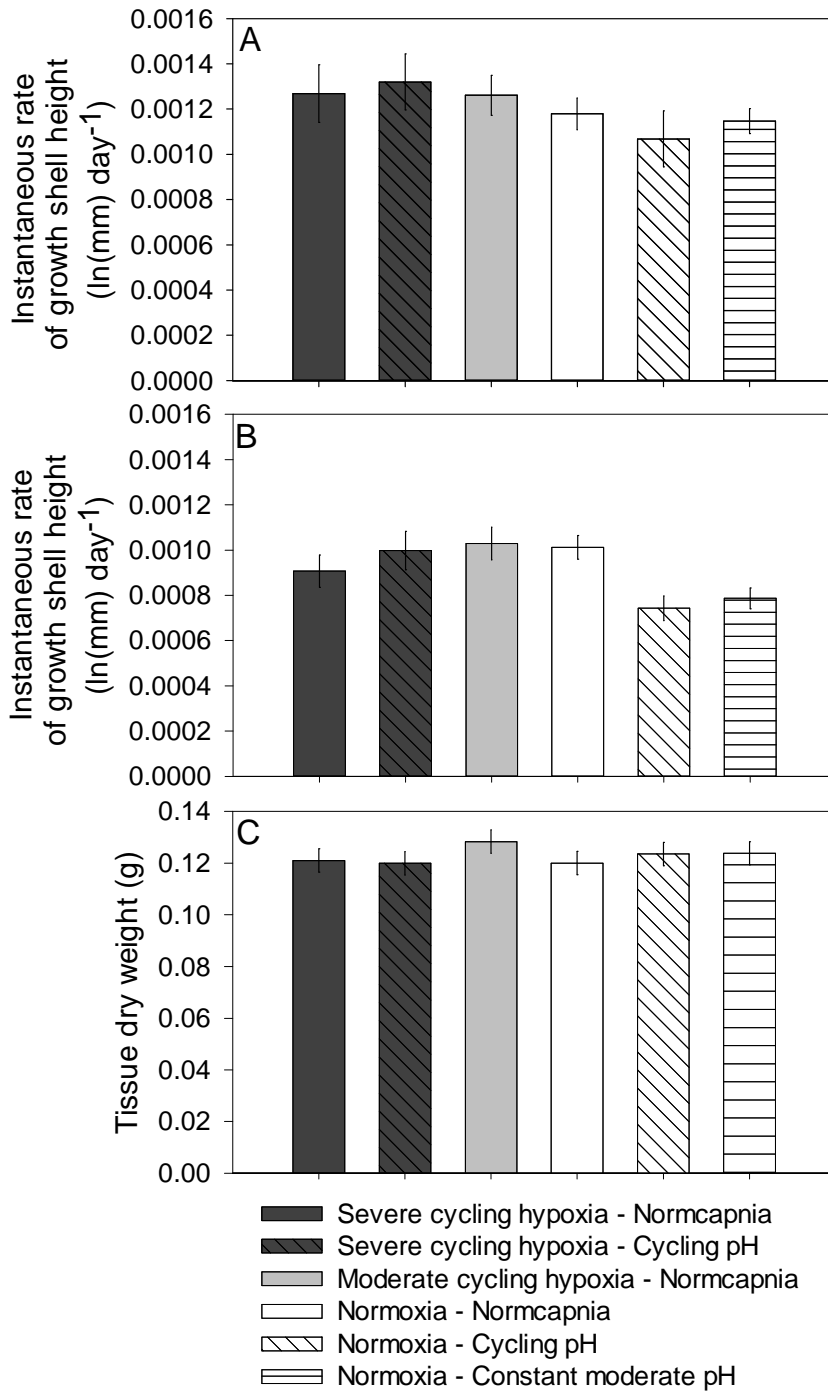 A
Instantaneous rate
of growth shell height
(ln(mm) day-1)
0.0016
0.0014
0.0012
0.0010
0.0008
0.0006
0.0004
0.0002
0.0000
B
Instantaneous rate
of growth shell height
(ln(mm) day-1)
0.0016
0.0014
0.0012
0.0010
0.0008
0.0006
0.0004
0.0002
0.0000
C
Tissue dry weight (g)
0.14
0.12
0.10
0.08
0.06
0.04
0.02
0.00
Severe cycling hypoxia - Normcapnia
Severe cycling hypoxia - Cycling pH
Moderate cycling hypoxia - Normcapnia
Normoxia - Normcapnia
Normoxia - Cycling pH
Normoxia - Constant moderate pH